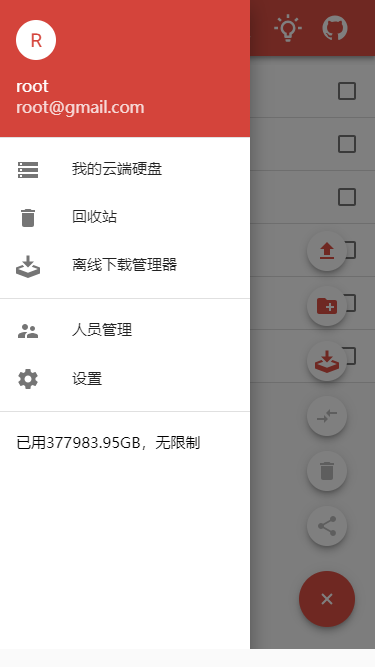 R
root
root@gmail.com
我的云端硬盘
回收站
离线下载管理器
人员管理
设置
已用377983.95GB，无限制